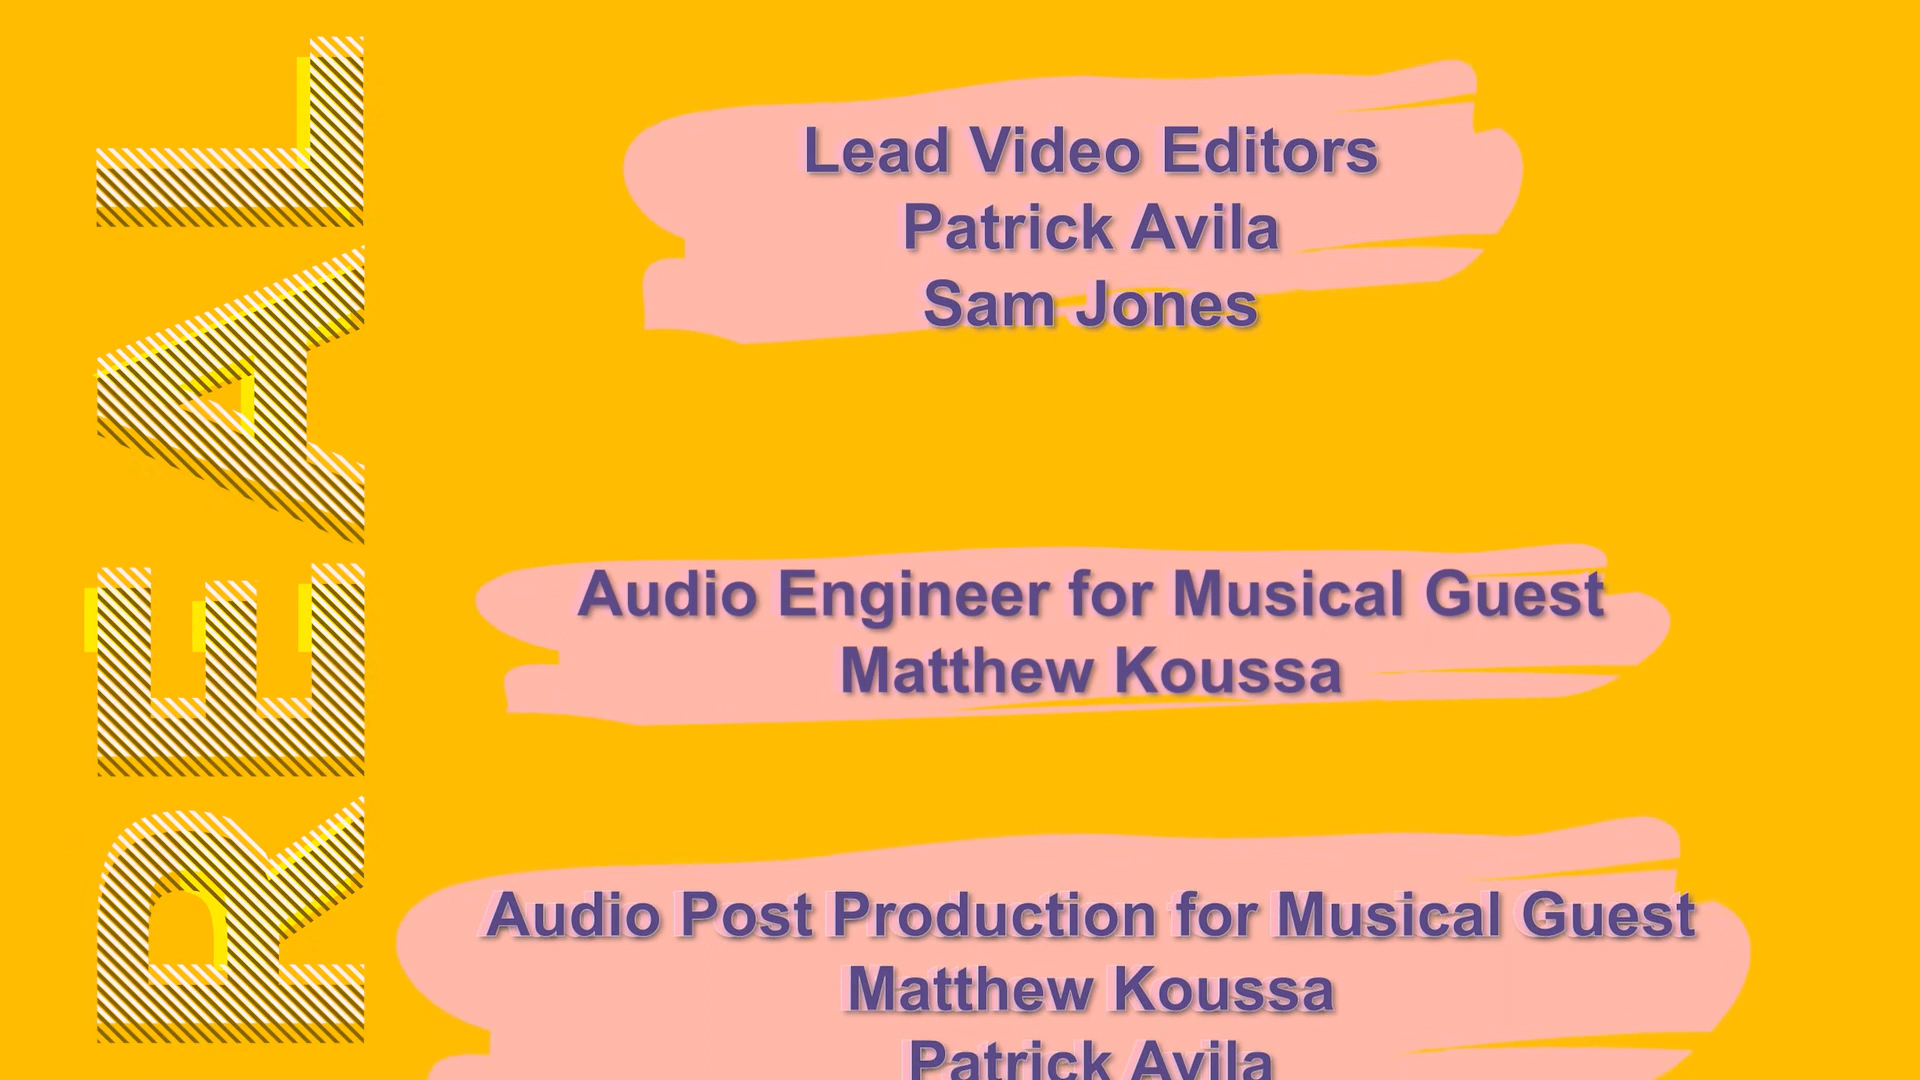 REAL
Lead Video Editors
Patrick Avila
Sam Jones
Audio Engineer for Musical Guest
Matthew Koussa
Audio Post Production for Musical Guest
Matthew Koussa
Patrick Avila